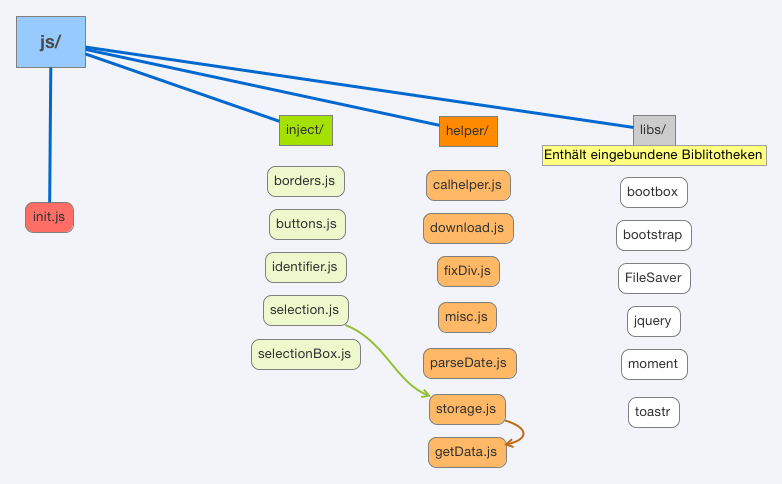 js/
init.js
inject/
borders.js
buttons.js
identifier.js
selection.js
selectionBox.js
helper/
calhelper.js
download.js
fixDiv.js
misc.js
parseDate.js
storage.js
getData.js
libs/
Enthält eingebundene Biblitotheken
bootbox
bootstrap
FileSaver
jquery
moment
toastr